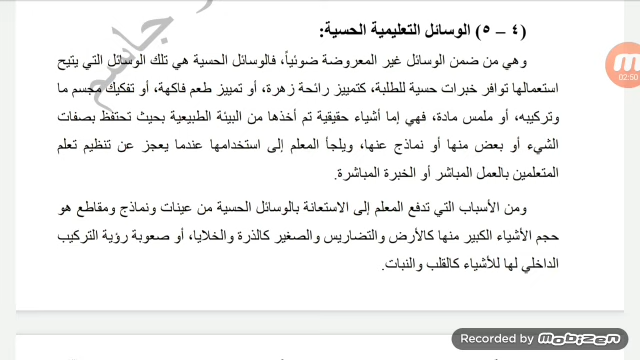 (٤ – ٥) الوسائل التعليمية الحسية:
وهي من ضمن الوسائل غير المعروضة ضوئياً، فالوسائل الحسية هي تلك الوسائل التي يتيح
استعمالها توافر خبرات حسية للطلبة، كتمييز رائحة زهرة، أو تمييز طعم فاكهة، أو تفكيك مجسم ما
وتركيبه، أو ملمس مادة، فهي إما أشياء حقيقية تم أخذها من البيئة الطبيعية بحيث تحتفظ بصفات
الشيء أو بعض منها أو نماذج عنها، ويلجأ المعلم إلى استخدامها عندما يعجز عن تنظيم تعلم
المتعلمين بالعمل المباشر أو الخبرة المباشرة.
ومن الأسباب التي تدفع المعلم إلى الاستعانة بالوسائل الحسية من عينات ونماذج ومقاطع هو
حجم الأشياء الكبير منها كالأرض والتضاريس والصغير كالذرة والخلايا، أو صعوبة رؤية التركيب
الداخلي لها للأشياء كالقلب والنبات.
جاسم
M
02:50
Recorded by MOBIZEN